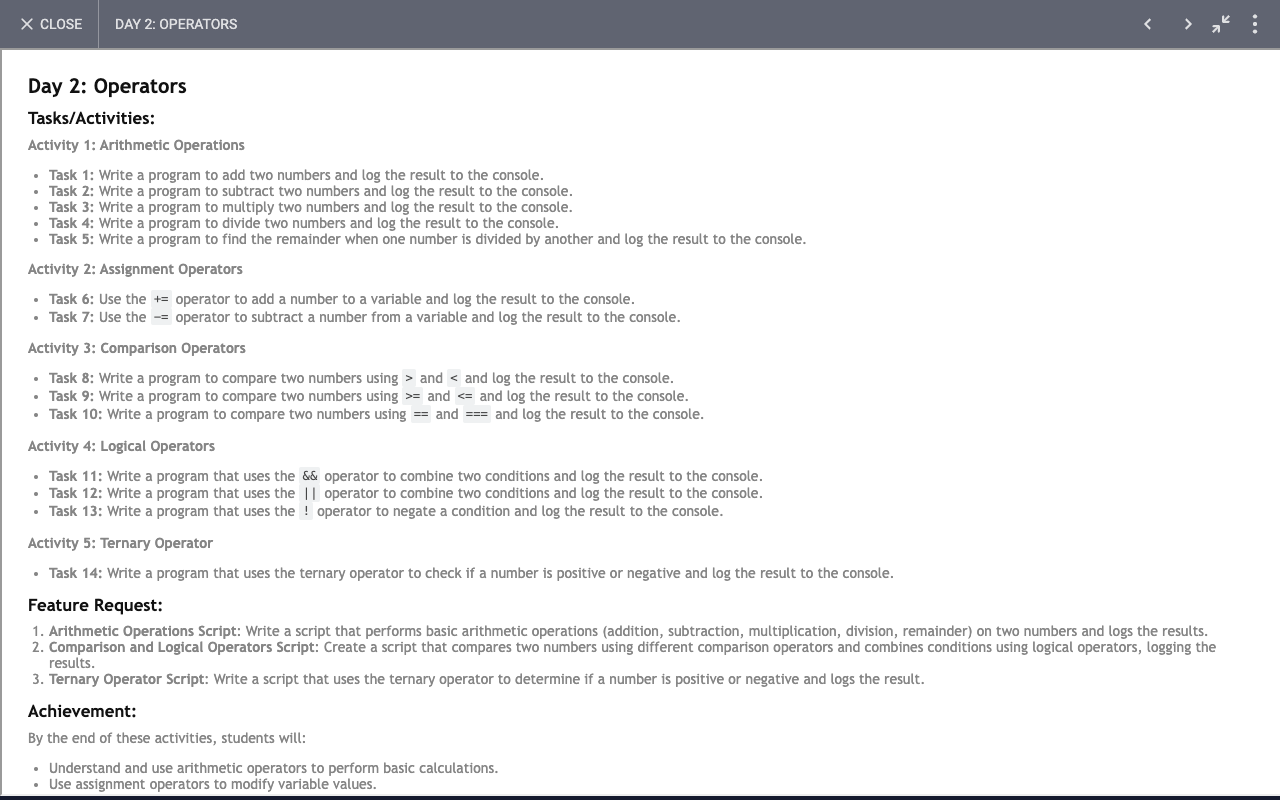 CLOSE
DAY 2: OPERATORS
Day 2: Operators
Tasks/Activities:
Activity 1: Arithmetic Operations
• Task 1: Write a program to add two numbers and log the result to the console.
• Task 2: Write a program to subtract two numbers and log the result to the console.
• Task 3: Write a program to multiply two numbers and log the result to the console.
• Task 4: Write a program to divide two numbers and log the result to the console.
• Task 5: Write a program to find the remainder when one number is divided by another and log the result to the console.
Activity 2: Assignment Operators
• Task 6: Use the += operator to add a number to a variable and log the result to the console.
• Task 7: Use the -= operator to subtract a number from a variable and log the result to the console.
Activity 3: Comparison Operators
• Task 8: Write a program to compare two numbers using > and < and log the result to the console.
• Task 9: Write a program to compare two numbers using >= and <= and log the result to the console.
• Task 10: Write a program to compare two numbers using == and === and log the result to the console.
Activity 4: Logical Operators
• Task 11: Write a program that uses the && operator to combine two conditions and log the result to the console.
• Task 12: Write a program that uses the || operator to combine two conditions and log the result to the console.
• Task 13: Write a program that uses the ! operator to negate a condition and log the result to the console.
Activity 5: Ternary Operator
• Task 14: Write a program that uses the ternary operator to check if a number is positive or negative and log the result to the console.
Feature Request:
1. Arithmetic Operations Script: Write a script that performs basic arithmetic operations (addition, subtraction, multiplication, division, remainder) on two numbers and logs the results.
2. Comparison and Logical Operators Script: Create a script that compares two numbers using different comparison operators and combines conditions using logical operators, logging the
results.
3. Ternary Operator Script: Write a script that uses the ternary operator to determine if a number is positive or negative and logs the result.
Achievement:
By the end of these activities, students will:
• Understand and use arithmetic operators to perform basic calculations.
• Use assignment operators to modify variable values.